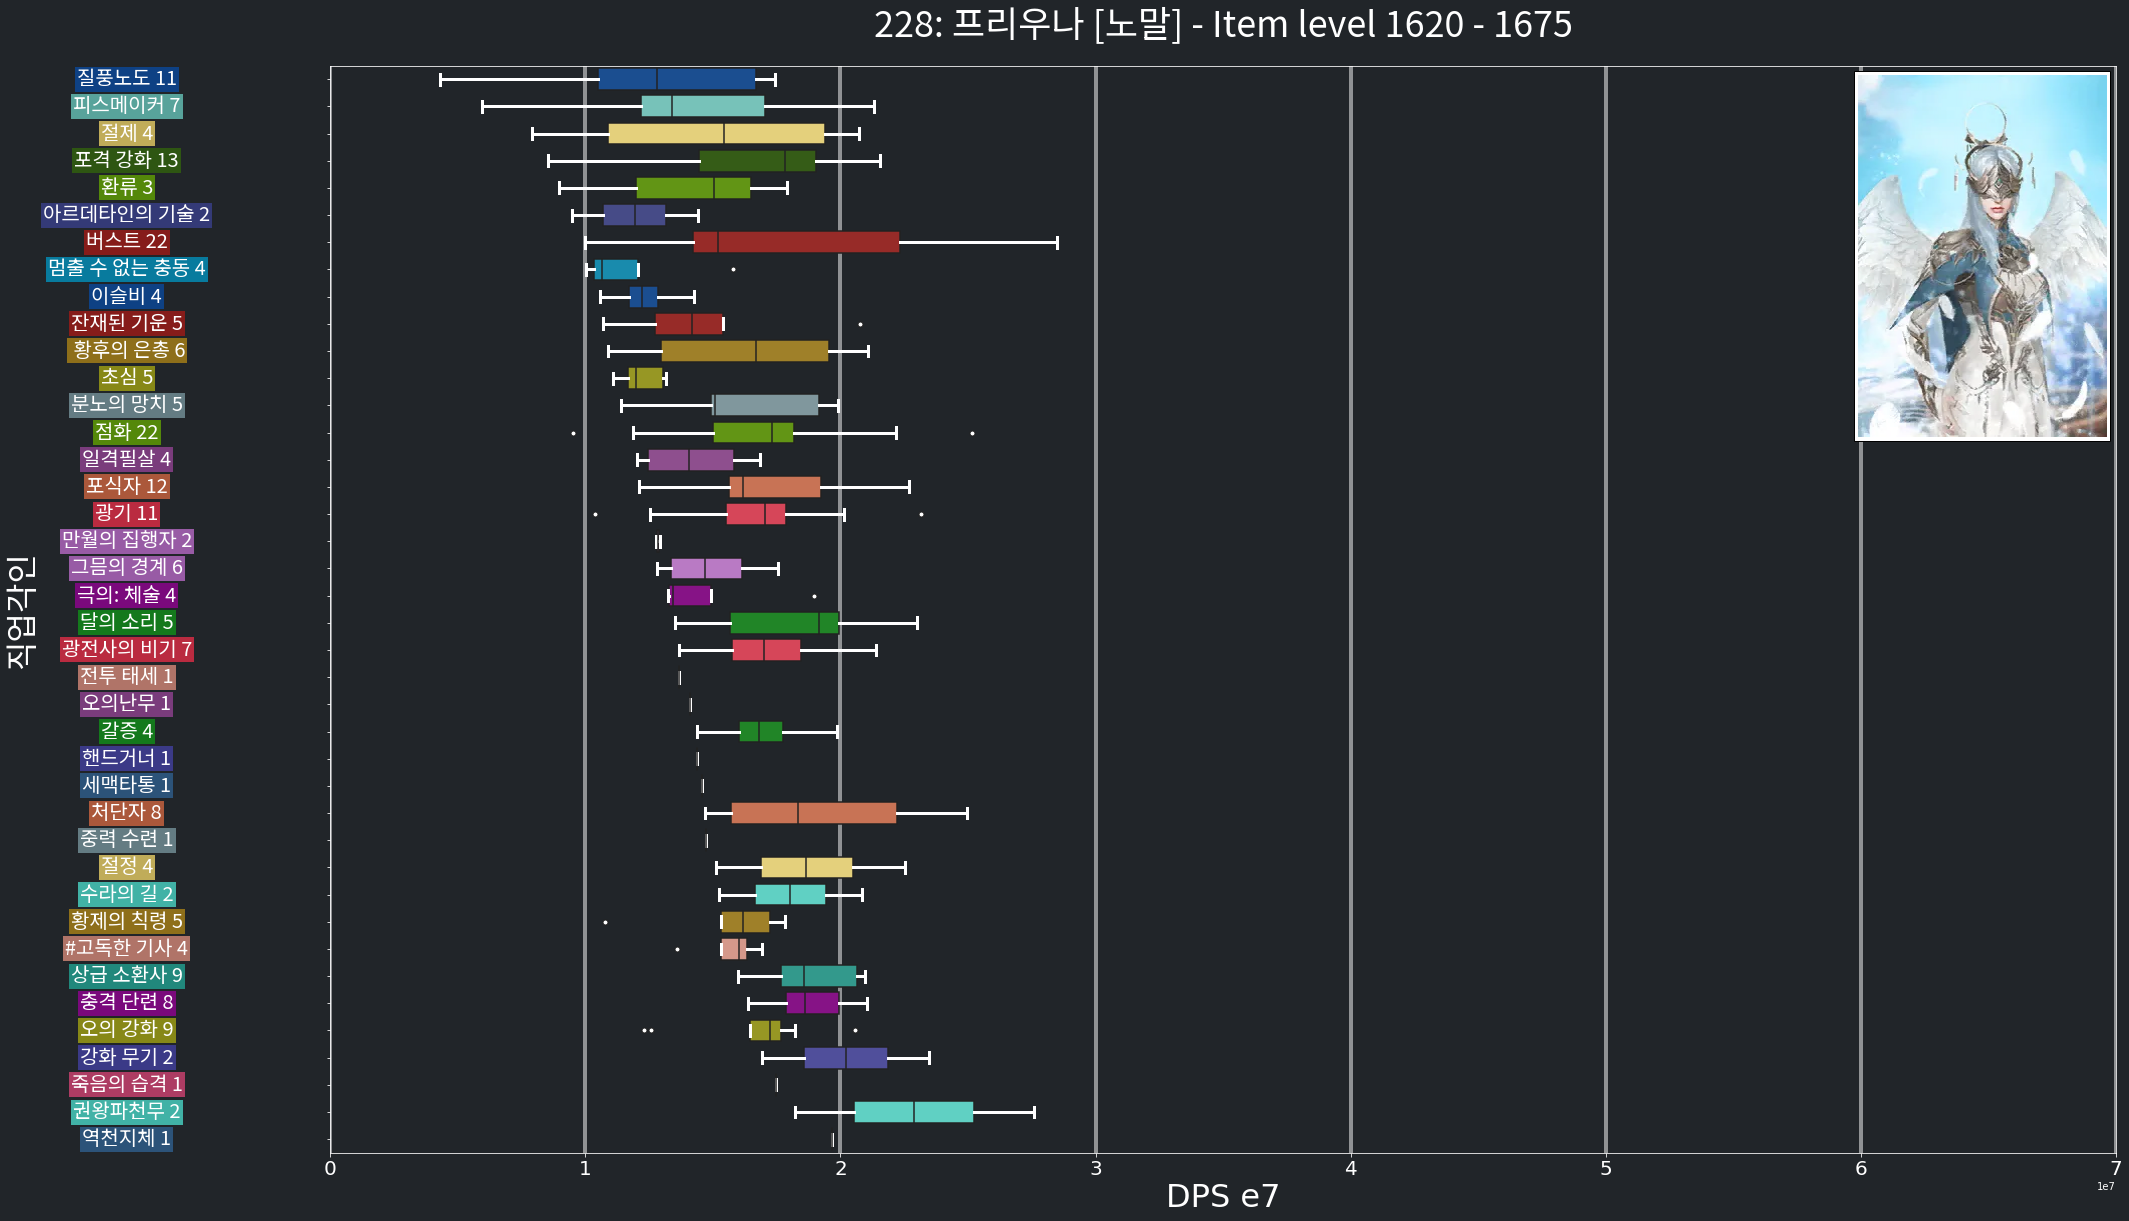 228: 프리우나 [노말] - Item level 1620 - 1675
직업각인
질풍노도 11
피스메이커 7
절제 4
포격 강화 13
환류 3
아르데타인의 기술 2
버스트 22
멈출 수 없는 충동 4
이슬비 4
잔재된 기운 5
황후의 은총 6
초심 5
분노의 망치 5
점화 22
일격필살 4
포식자 12
광기 11
만월의 집행자 2
그믐의 경계 6
극의: 체술 4
달의 소리 5
광전사의 비기 7
전투 태세 1
오의난무 1
갈증 4
핸드거너 1
세맥타통 1
처단자 8
중력 수련 1
절정 4
수라의 길 2
황제의 칙령 5
#고독한 기사 4
상급 소환사 9
충격 단련 8
오의 강화 9
강화 무기 2
죽음의 습격 1
권왕파천무 2
역천지체 1
0 1 2 3 4 5 6 7
1e7
DPS e7